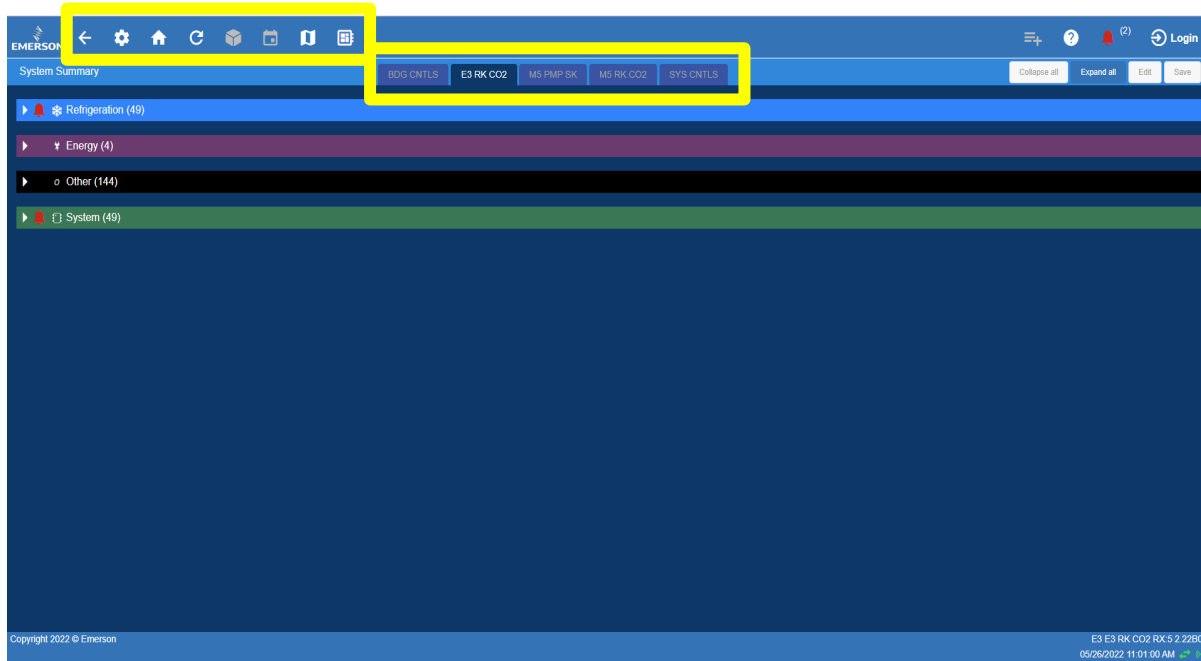 EMERSON
(2)
Login
System Summary
BDG CNTLS
E3 RK CO2
M5 PMP SK
M5 RK CO2
SYS CNTLS
Collapse all
Expand all
Edit
Save
Refrigeration (49)
Energy (4)
Other (144)
System (49)
Copyright 2022 © Emerson
E3 E3 RK CO2 RX:5
05/26/2022 11:01:00 AM